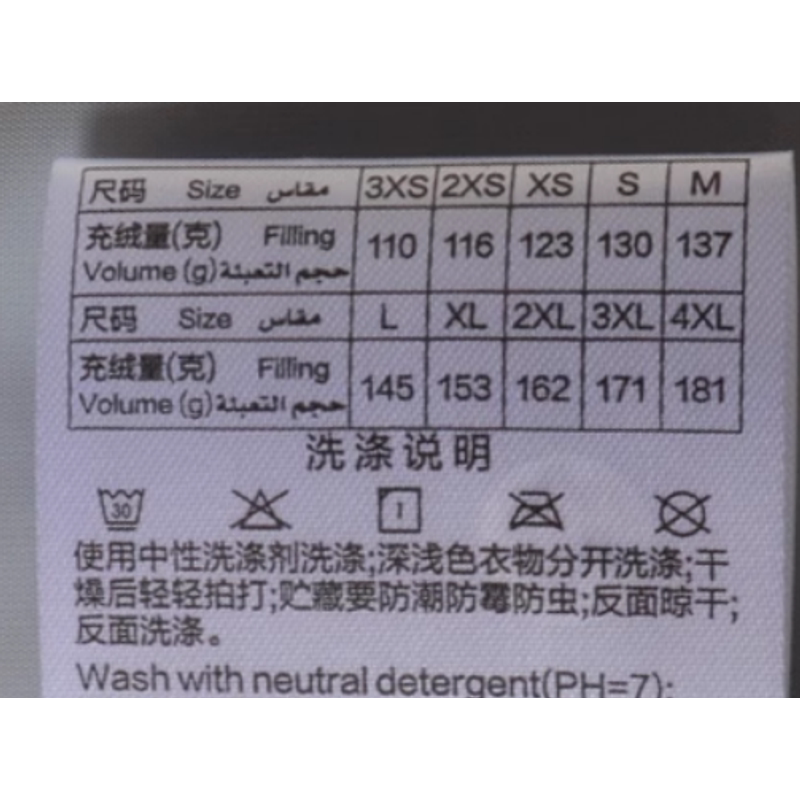 尺码 Size مقاس 3XS 2XS XS S M
充绒量(克) Filling
Volume (g) حجم التعبئة 110 116 123 130 137
尺码 Size مقاس L XL 2XL 3XL 4XL
充绒量(克) Filling
Volume (g) حجم التعبئة 145 153 162 171 181
洗涤说明
30
使用中性洗涤剂洗涤;深浅色衣物分开洗涤;干
燥后轻轻拍打;贮藏要防潮防霉防虫;反面晾干;
反面洗涤。
Wash with neutral detergent(PH=7);